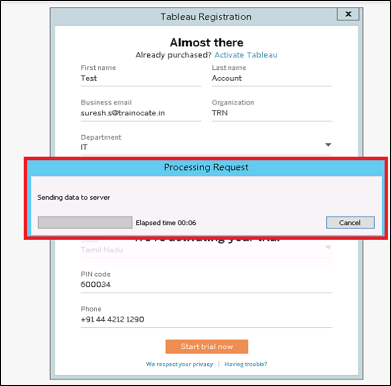 Tableau Registration
x
Almost there
Already purchased? Activate Tableau
First name Last name
Test Account
Business email Organization
suresh.s@trainocate.in TRN
Department
IT
Processing Request
Sending data to server
Elapsed time 00:06 Cancel
We're activating your trial
Tamil Nadu
PIN code
600034
Phone
+91 44 4212 1290
Start trial now
We respect your privacy | Having trouble?